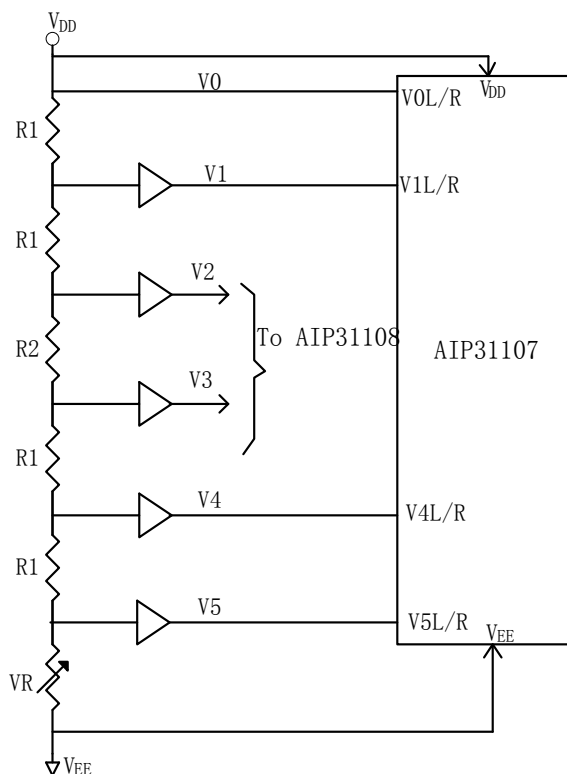 VDD
V0
V0L/R
VDD
R1
V1
V1L/R
R1
V2
To AIP31108
R2
AIP31107
V3
R1
V4
V4L/R
R1
V5
V5L/R
VEE
VR
VEE